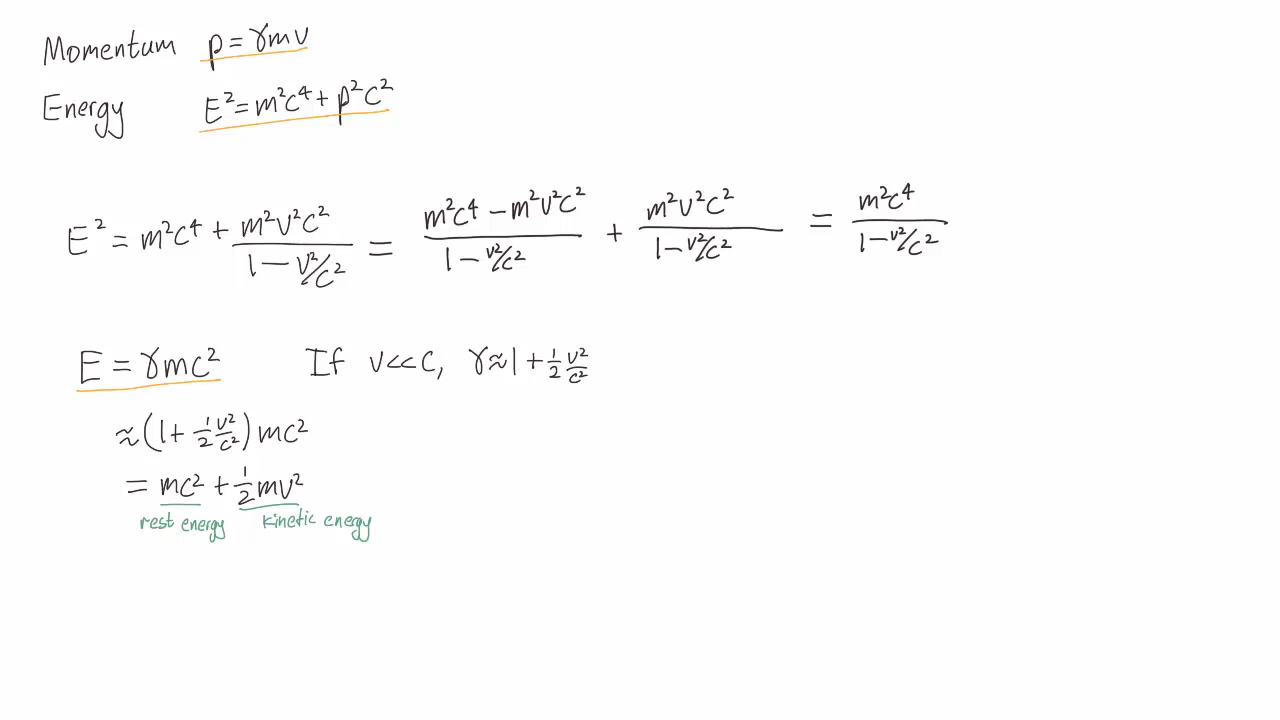 Momentum p = γmv
Energy E² = m²c⁴ + p²c²
E² = m²c⁴ + m²v²c² / (1 − v²/c²) = (m²c⁴ − m²v²c²) / (1 − v²/c²) + m²v²c² / (1 − v²/c²) = m²c⁴ / (1 − v²/c²)
E = γmc² If v<<c, γ ≈ 1 + ½ v²/c²
≈ (1 + ½ v²/c²) mc²
= mc² + ½mv²
rest energy kinetic energy